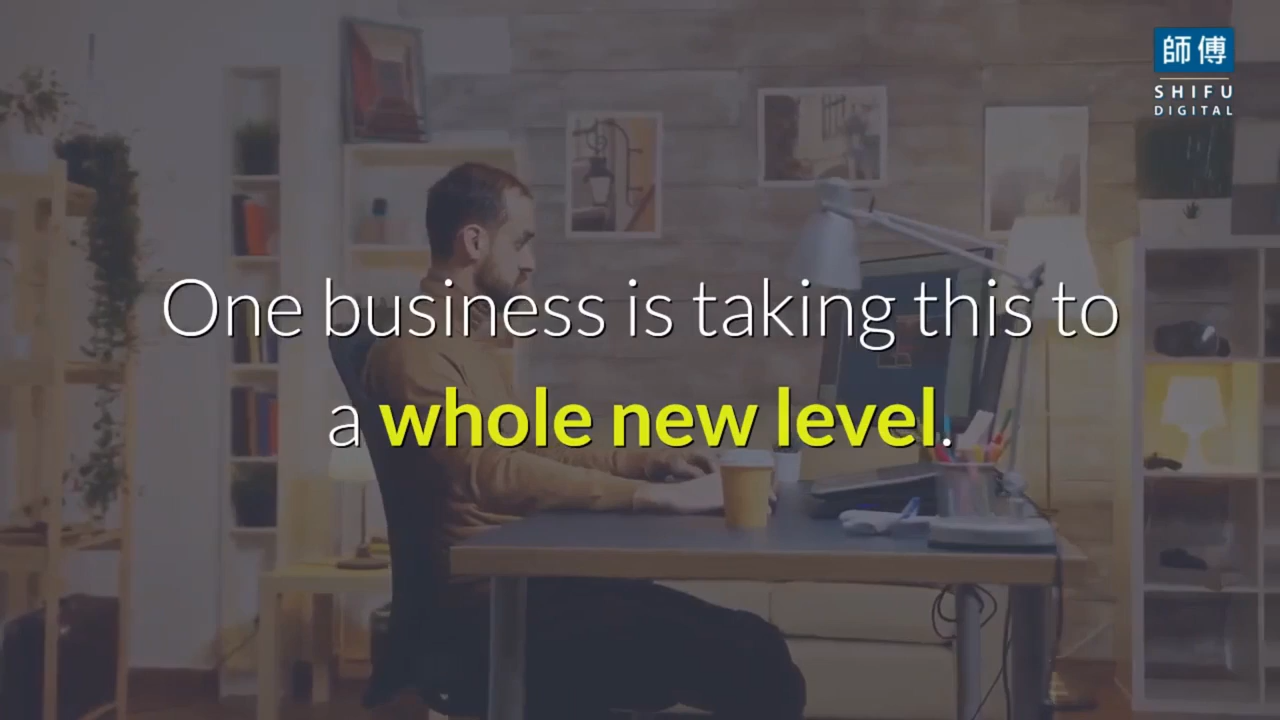 師傅
SHIFU
DIGITAL
One business is taking this to
a whole new level.